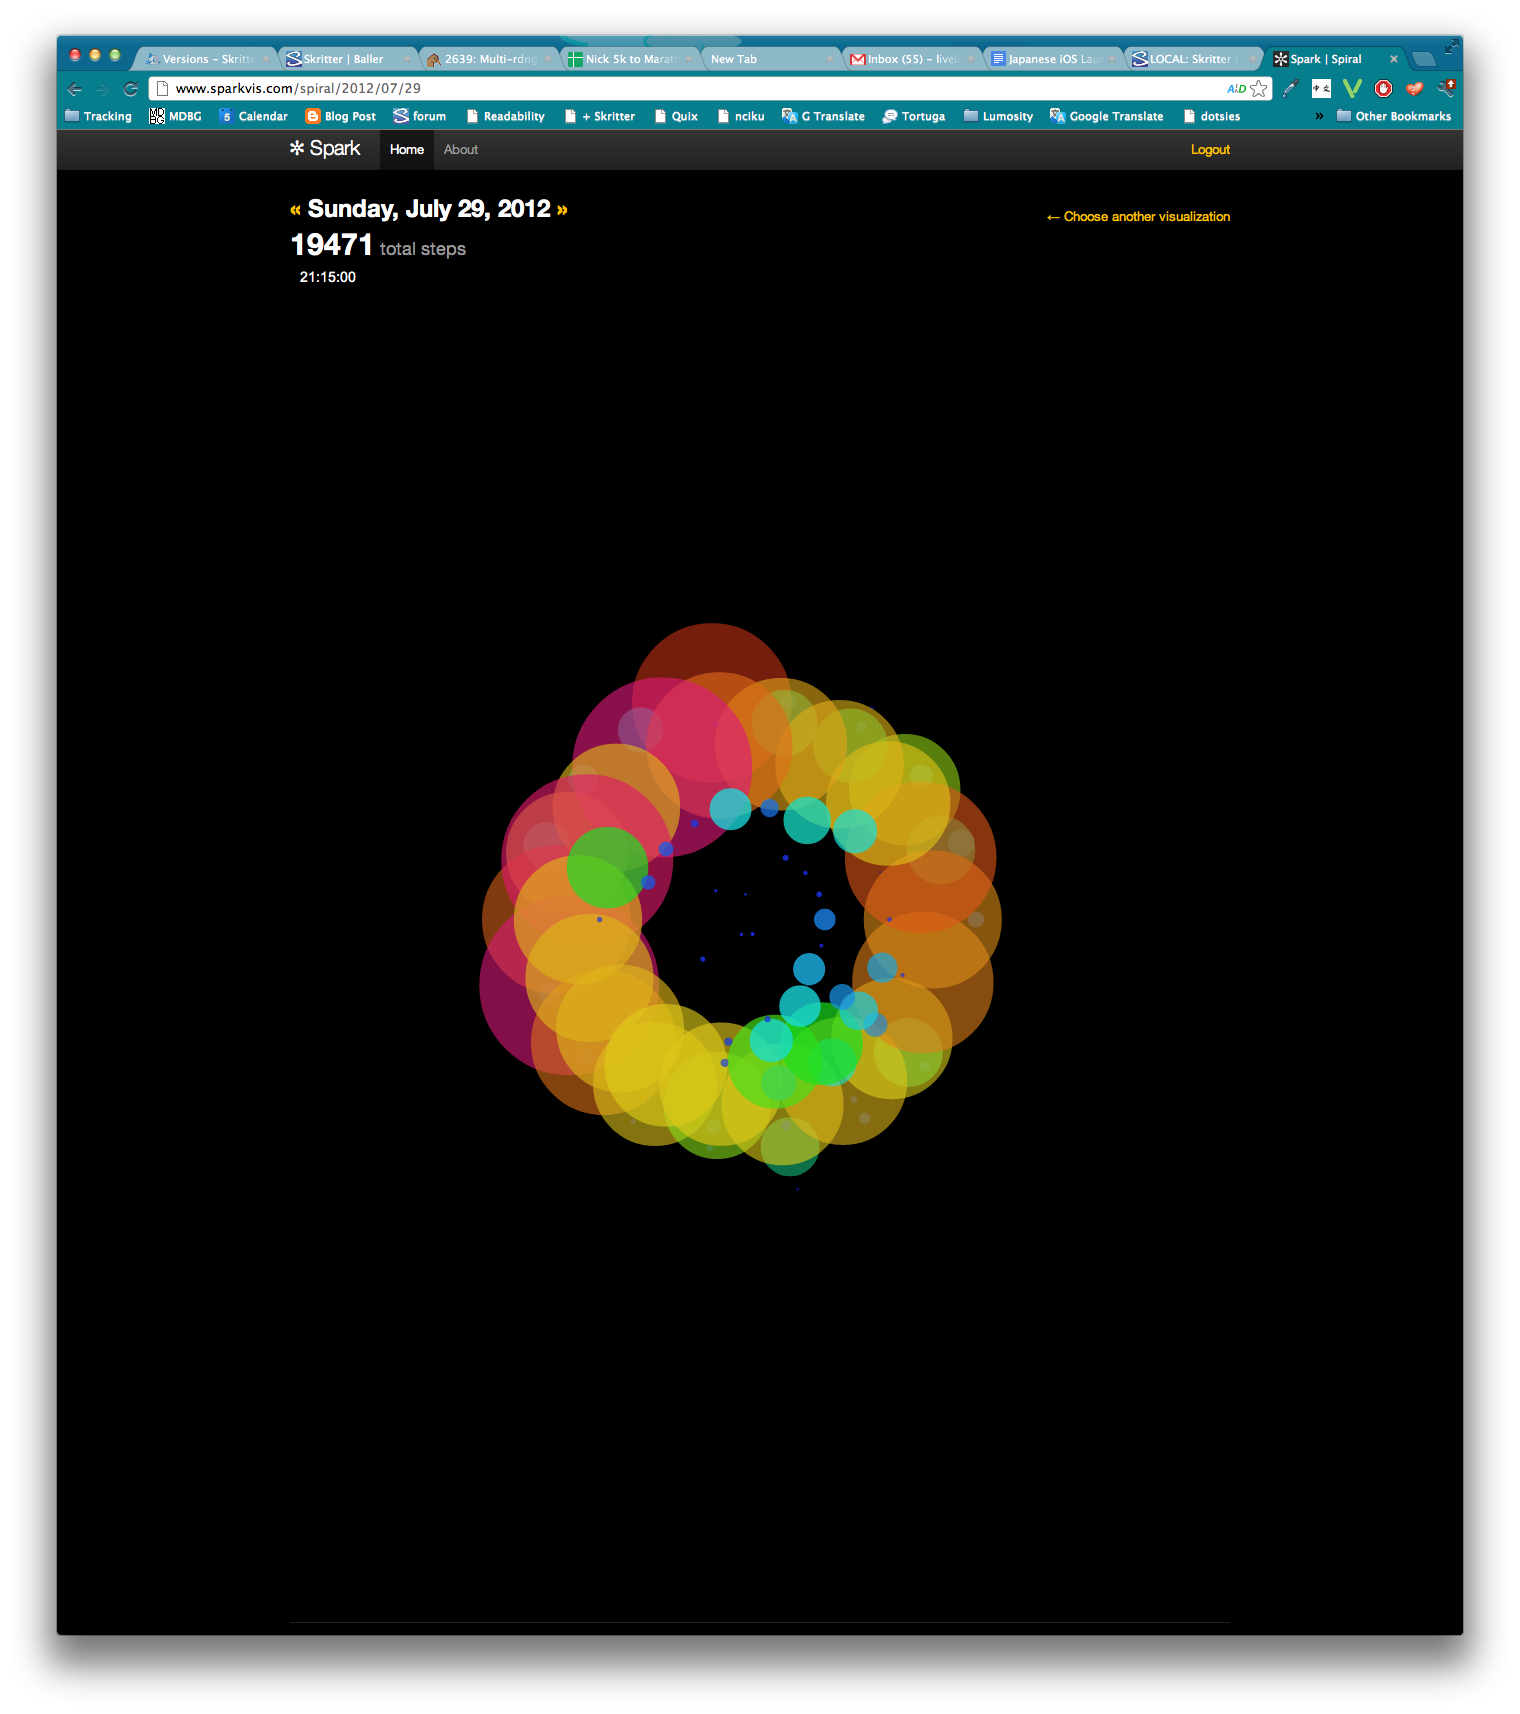 Versions – Skritte
Skritter | Baller
2639: Multi-rdng
Nick 5k to Marat
New Tab
Inbox (55) – livel
Japanese iOS Lau
LOCAL: Skritter |
Spark | Spiral
www.sparkvis.com/spiral/2012/07/29
Tracking
MDBG
Calendar
Blog Post
forum
Readability
+ Skritter
Quix
nciku
G Translate
Tortuga
Lumosity
Google Translate
dotsies
»
Other Bookmarks
✲ Spark
Home
About
Logout
« Sunday, July 29, 2012 »
← Choose another visualization
19471 total steps
21:15:00